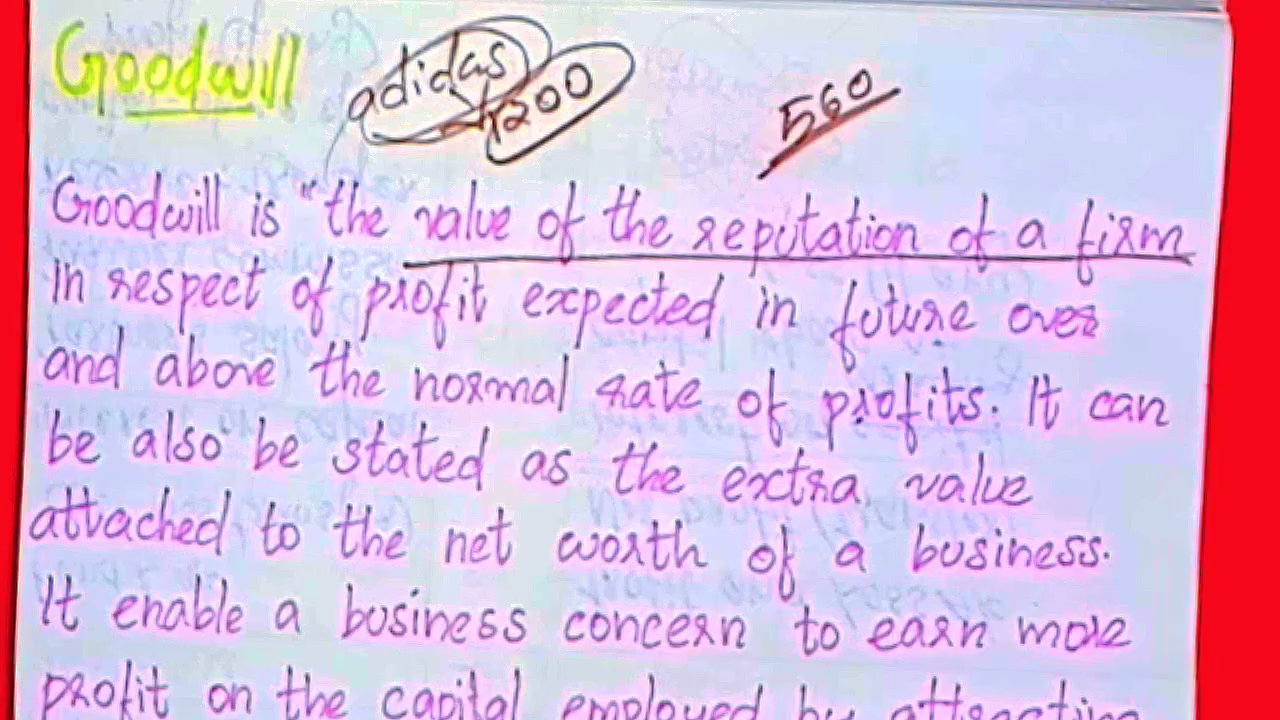 Goodwill adidas 1200 560
Goodwill is "the value of the reputation of a firm
in respect of profit expected in future over
and above the normal rate of profits. It can
be also be stated as the extra value
attached to the net worth of a business.
It enable a business concern to earn more
profit on the capital employed by attracting